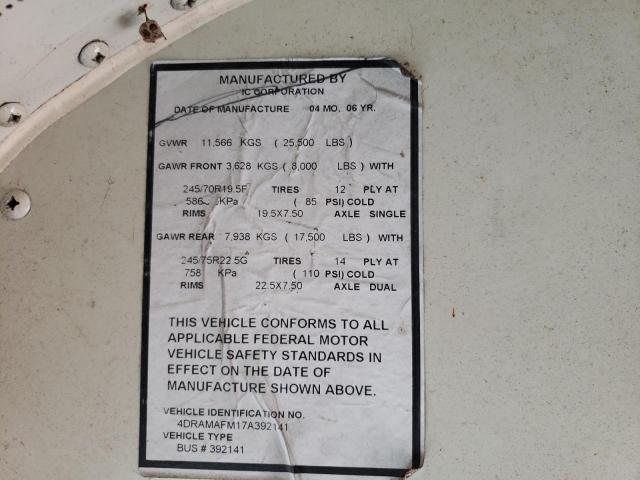 MANUFACTURED BY
IC CORPORATION
DATE OF MANUFACTURE 04 MO. 06 YR.
GVWR 11,566 KGS ( 25,500 LBS )
GAWR FRONT 3,628 KGS ( 8,000 LBS ) WITH
245/70R19.5F TIRES 12 PLY AT
586 KPa ( 85 PSI) COLD
RIMS 19.5X7.50 AXLE SINGLE
GAWR REAR 7,938 KGS ( 17,500 LBS ) WITH
245/75R22.5G TIRES 14 PLY AT
758 KPa ( 110 PSI) COLD
RIMS 22.5X7.50 AXLE DUAL
THIS VEHICLE CONFORMS TO ALL
APPLICABLE FEDERAL MOTOR
VEHICLE SAFETY STANDARDS IN
EFFECT ON THE DATE OF
MANUFACTURE SHOWN ABOVE.
VEHICLE IDENTIFICATION NO.
4DRAMAFM17A392141
VEHICLE TYPE
BUS # 392141